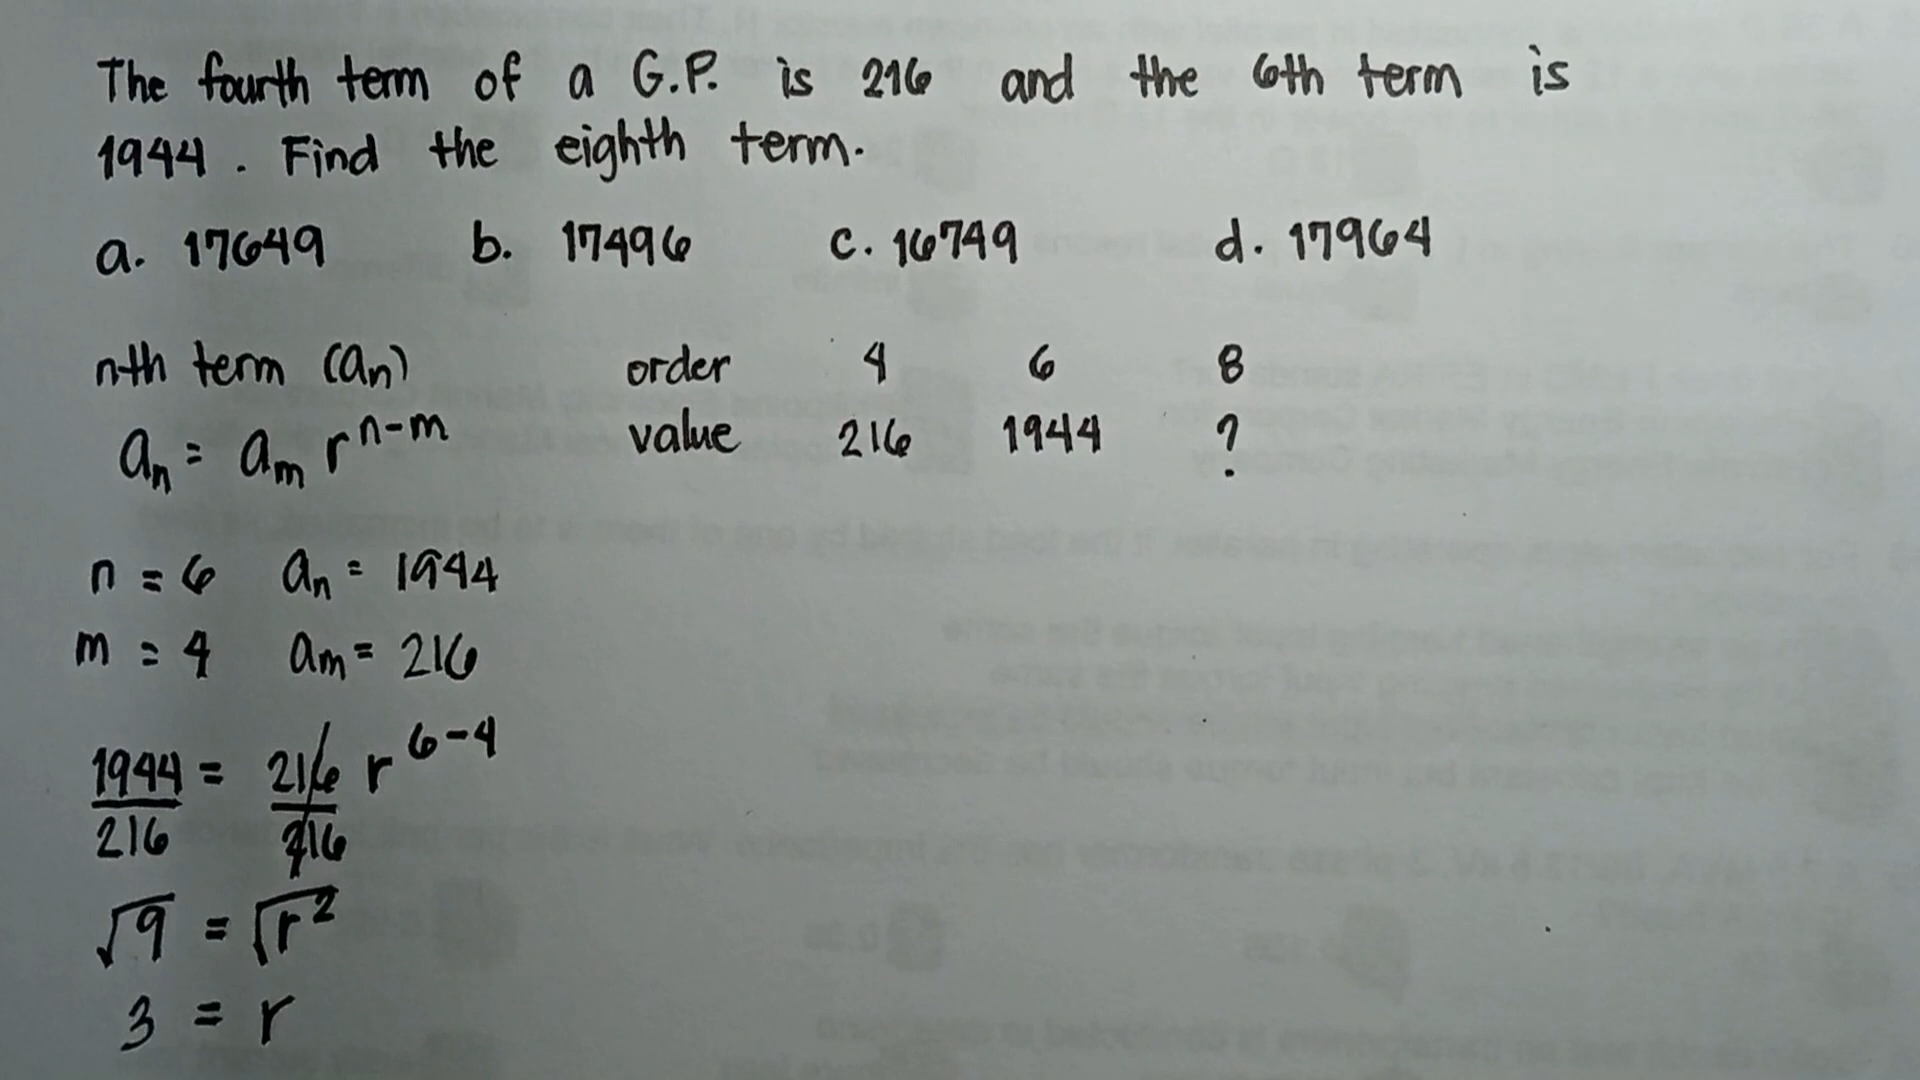 The fourth term of a G.P. is 216 and the 6th term is
1944. Find the eighth term.
a. 17649 b. 17496 c. 16749 d. 17964
nth term (an) order 4 6 8
an = am r^n-m value 216 1944 ?
n = 6 an = 1944
m = 4 am = 216
1944 = 216 r^6-4
216 216
√9 = √r²
3 = r